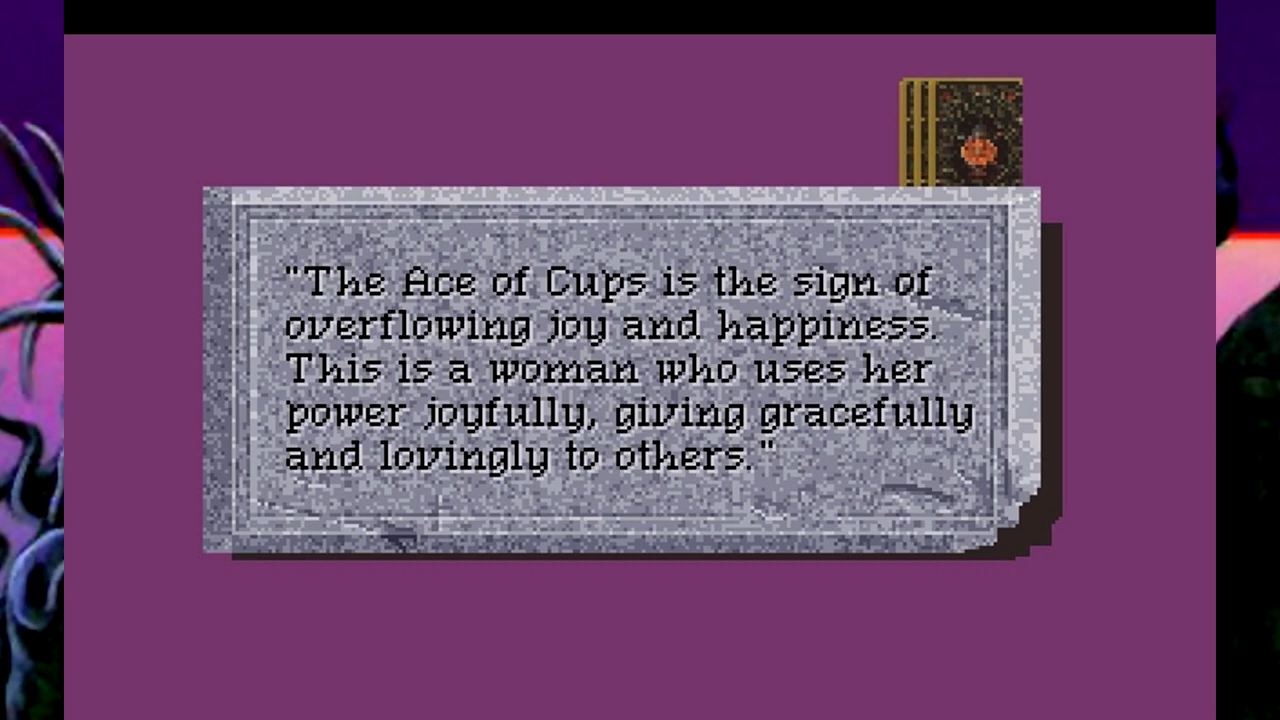 "The Ace of Cups is the sign of
overflowing joy and happiness.
This is a woman who uses her
power joyfully, giving gracefully
and lovingly to others."